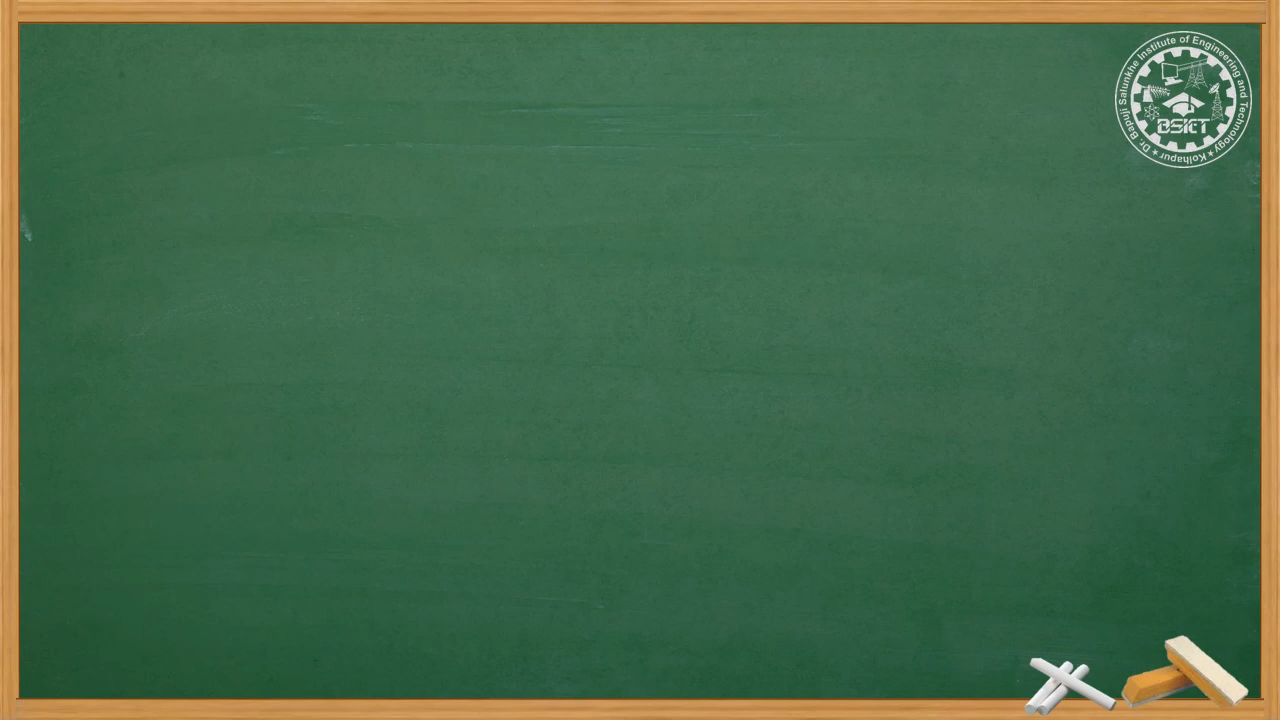 Dr. Bapuji Salunkhe Institute of Engineering and Technology
★ Kolhapur ★
BSIET